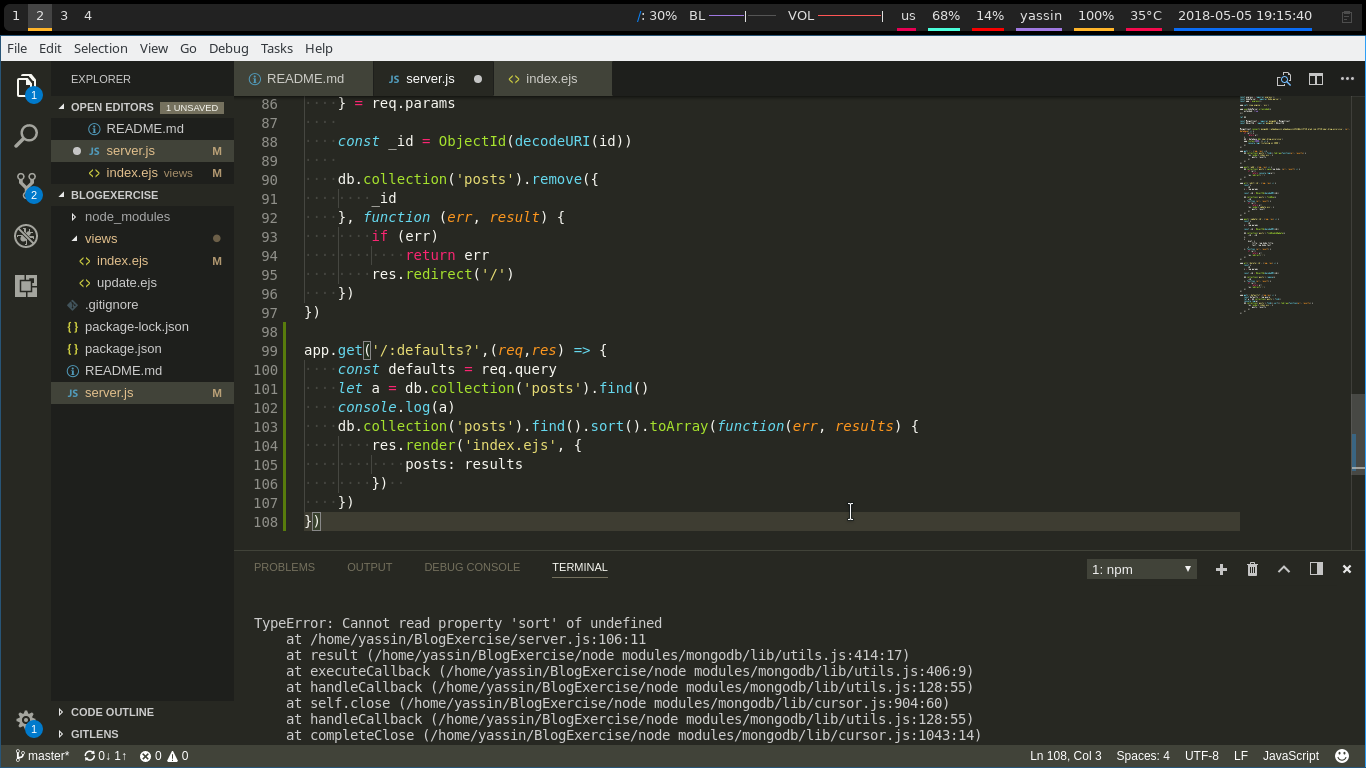 1 2 3 4 /: 30% BL VOL us 68% 14% yassin 100% 35°C 2018-05-05 19:15:40
File Edit Selection View Go Debug Tasks Help
EXPLORER
OPEN EDITORS 1 UNSAVED
README.md
server.js M
index.ejs views M
BLOGEXERCISE
node_modules
views
index.ejs M
update.ejs
.gitignore
package-lock.json
package.json
README.md
server.js M
CODE OUTLINE
GITLENS
1
2
1
README.md server.js index.ejs
86 } = req.params
87
88 const _id = ObjectId(decodeURI(id))
89
90 db.collection('posts').remove({
91 _id
92 }, function (err, result) {
93 if (err)
94 return err
95 res.redirect('/')
96 })
97 })
98
99 app.get('/:defaults?',(req,res) => {
100 const defaults = req.query
101 let a = db.collection('posts').find()
102 console.log(a)
103 db.collection('posts').find().sort().toArray(function(err, results) {
104 res.render('index.ejs', {
105 posts: results
106 })
107 })
108 })
PROBLEMS OUTPUT DEBUG CONSOLE TERMINAL 1: npm
TypeError: Cannot read property 'sort' of undefined
at /home/yassin/BlogExercise/server.js:106:11
at result (/home/yassin/BlogExercise/node modules/mongodb/lib/utils.js:414:17)
at executeCallback (/home/yassin/BlogExercise/node modules/mongodb/lib/utils.js:406:9)
at handleCallback (/home/yassin/BlogExercise/node modules/mongodb/lib/utils.js:128:55)
at self.close (/home/yassin/BlogExercise/node modules/mongodb/lib/cursor.js:904:60)
at handleCallback (/home/yassin/BlogExercise/node modules/mongodb/lib/utils.js:128:55)
at completeClose (/home/yassin/BlogExercise/node modules/mongodb/lib/cursor.js:1043:14)
master* 0↓ 1↑ 0 0 Ln 108, Col 3 Spaces: 4 UTF-8 LF JavaScript